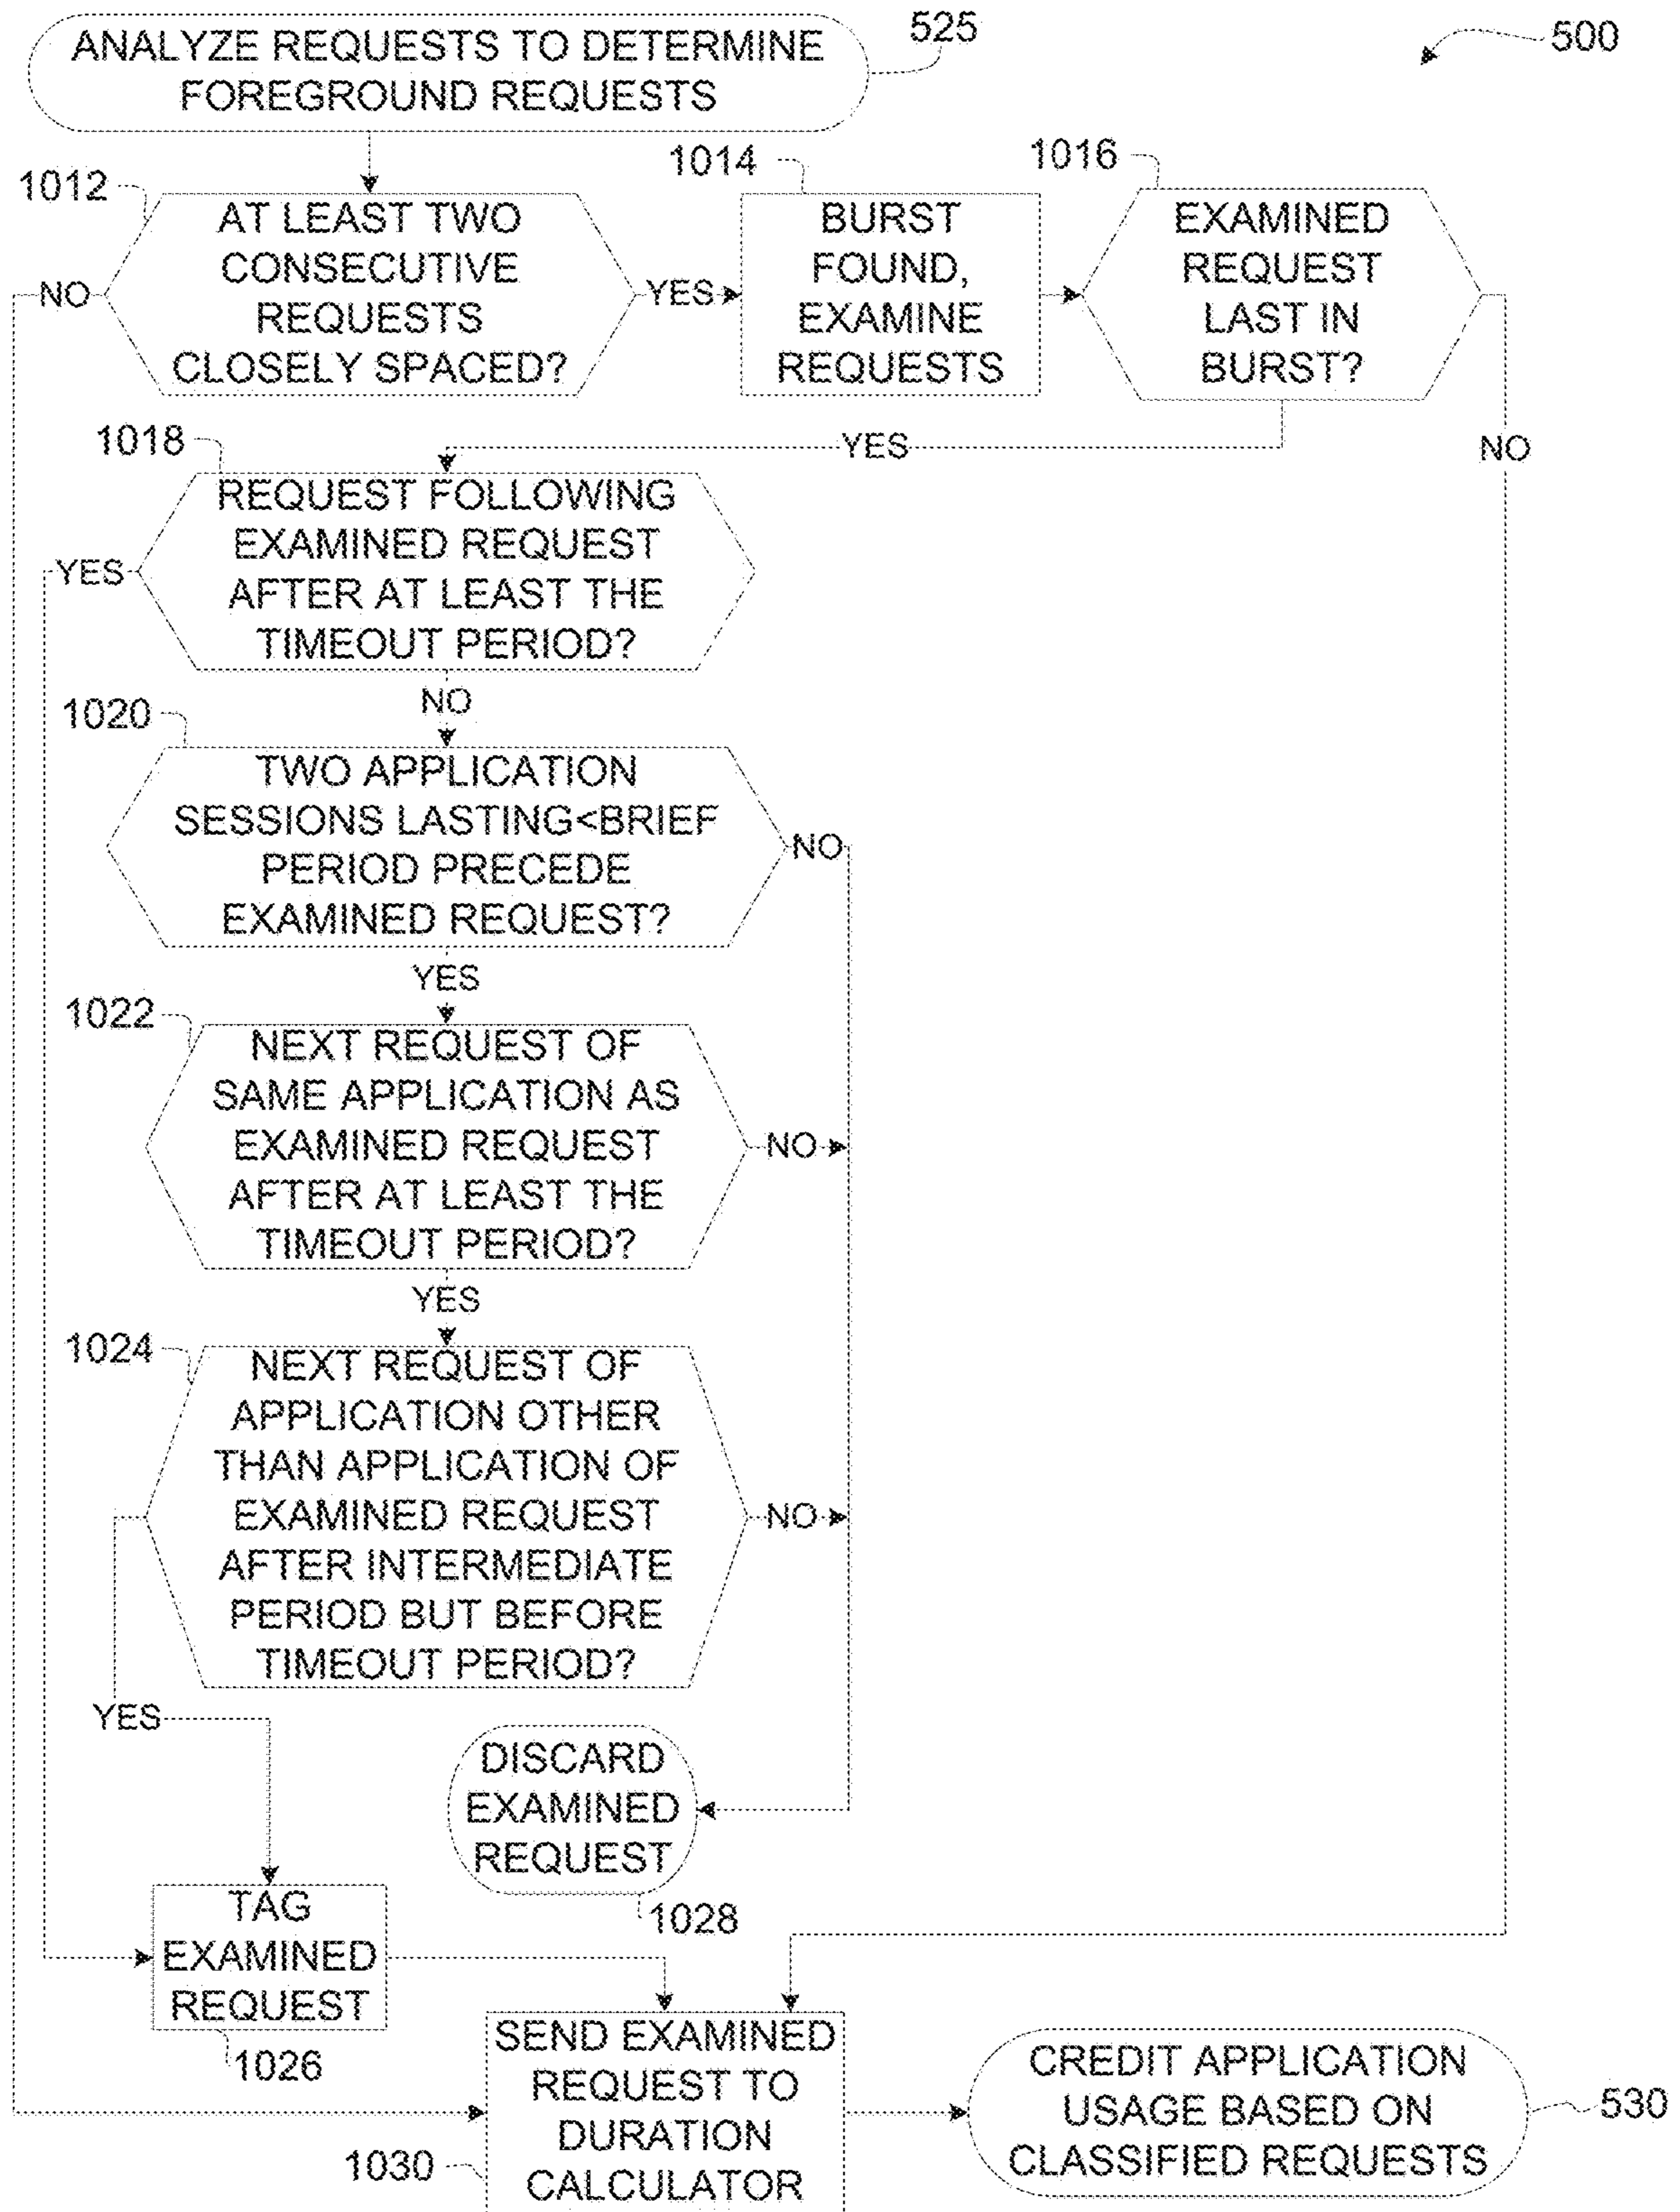 ANALYZE REQUESTS TO DETERMINE
FOREGROUND REQUESTS
525
500
1012
AT LEAST TWO
CONSECUTIVE
REQUESTS
CLOSELY SPACED?
NO
YES
1014
BURST
FOUND,
EXAMINE
REQUESTS
1016
EXAMINED
REQUEST
LAST IN
BURST?
YES
NO
1018
REQUEST FOLLOWING
EXAMINED REQUEST
AFTER AT LEAST THE
TIMEOUT PERIOD?
YES
NO
1020
TWO APPLICATION
SESSIONS LASTING<BRIEF
PERIOD PRECEDE
EXAMINED REQUEST?
NO
YES
1022
NEXT REQUEST OF
SAME APPLICATION AS
EXAMINED REQUEST
AFTER AT LEAST THE
TIMEOUT PERIOD?
NO
YES
1024
NEXT REQUEST OF
APPLICATION OTHER
THAN APPLICATION OF
EXAMINED REQUEST
AFTER INTERMEDIATE
PERIOD BUT BEFORE
TIMEOUT PERIOD?
NO
YES
DISCARD
EXAMINED
REQUEST
1028
TAG
EXAMINED
REQUEST
1026
SEND EXAMINED
REQUEST TO
DURATION
CALCULATOR
1030
CREDIT APPLICATION
USAGE BASED ON
CLASSIFIED REQUESTS
530